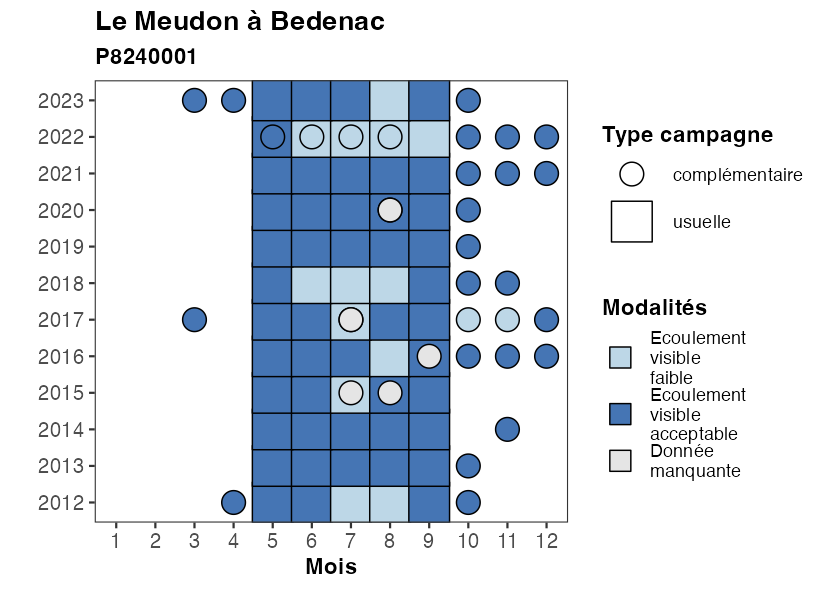 Le Meudon à Bedenac
P8240001
2023
2022
2021
2020
2019
2018
2017
2016
2015
2014
2013
2012
1 2 3 4 5 6 7 8 9 10 11 12
Mois
Type campagne
complémentaire
usuelle
Modalités
Ecoulement
visible
faible
Ecoulement
visible
acceptable
Donnée
manquante